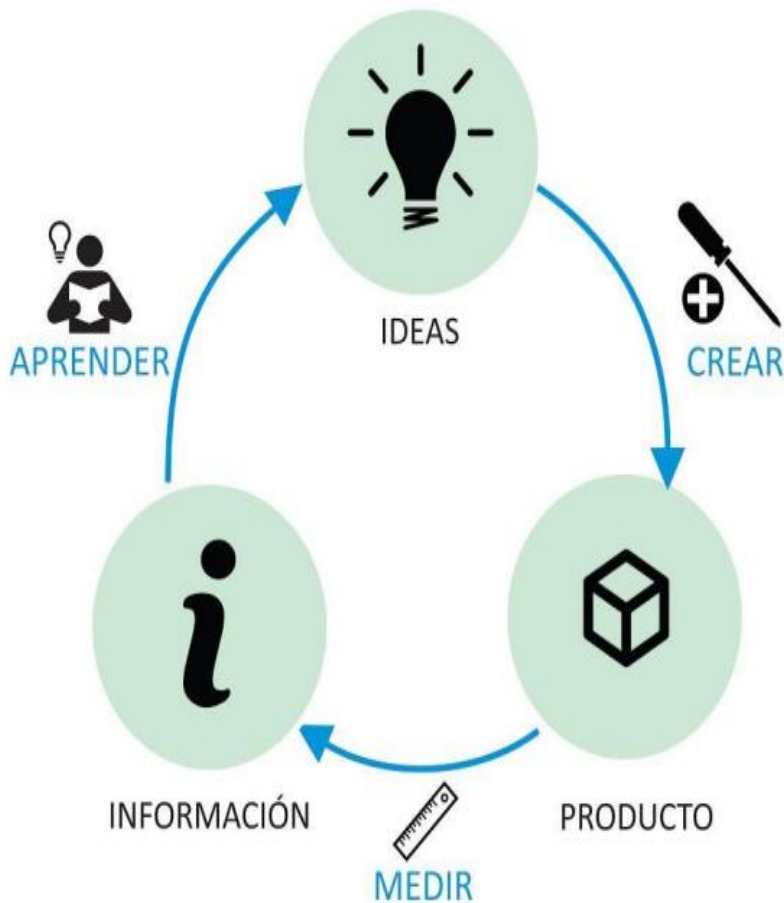 IDEAS
APRENDER
CREAR
INFORMACIÓN
PRODUCTO
MEDIR